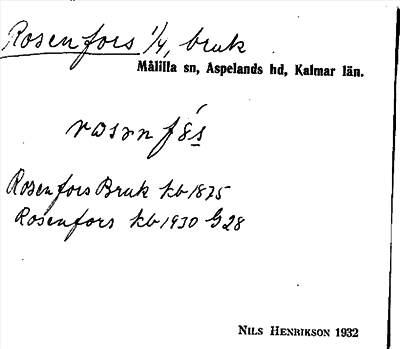 Rosenfors 1/4, bruk
Målilla sn, Aspelands hd, Kalmar län.
Rosenfors Bruk kb 1875
Rosenfors kb 1930 G 28
NILS HENRIKSON 1932